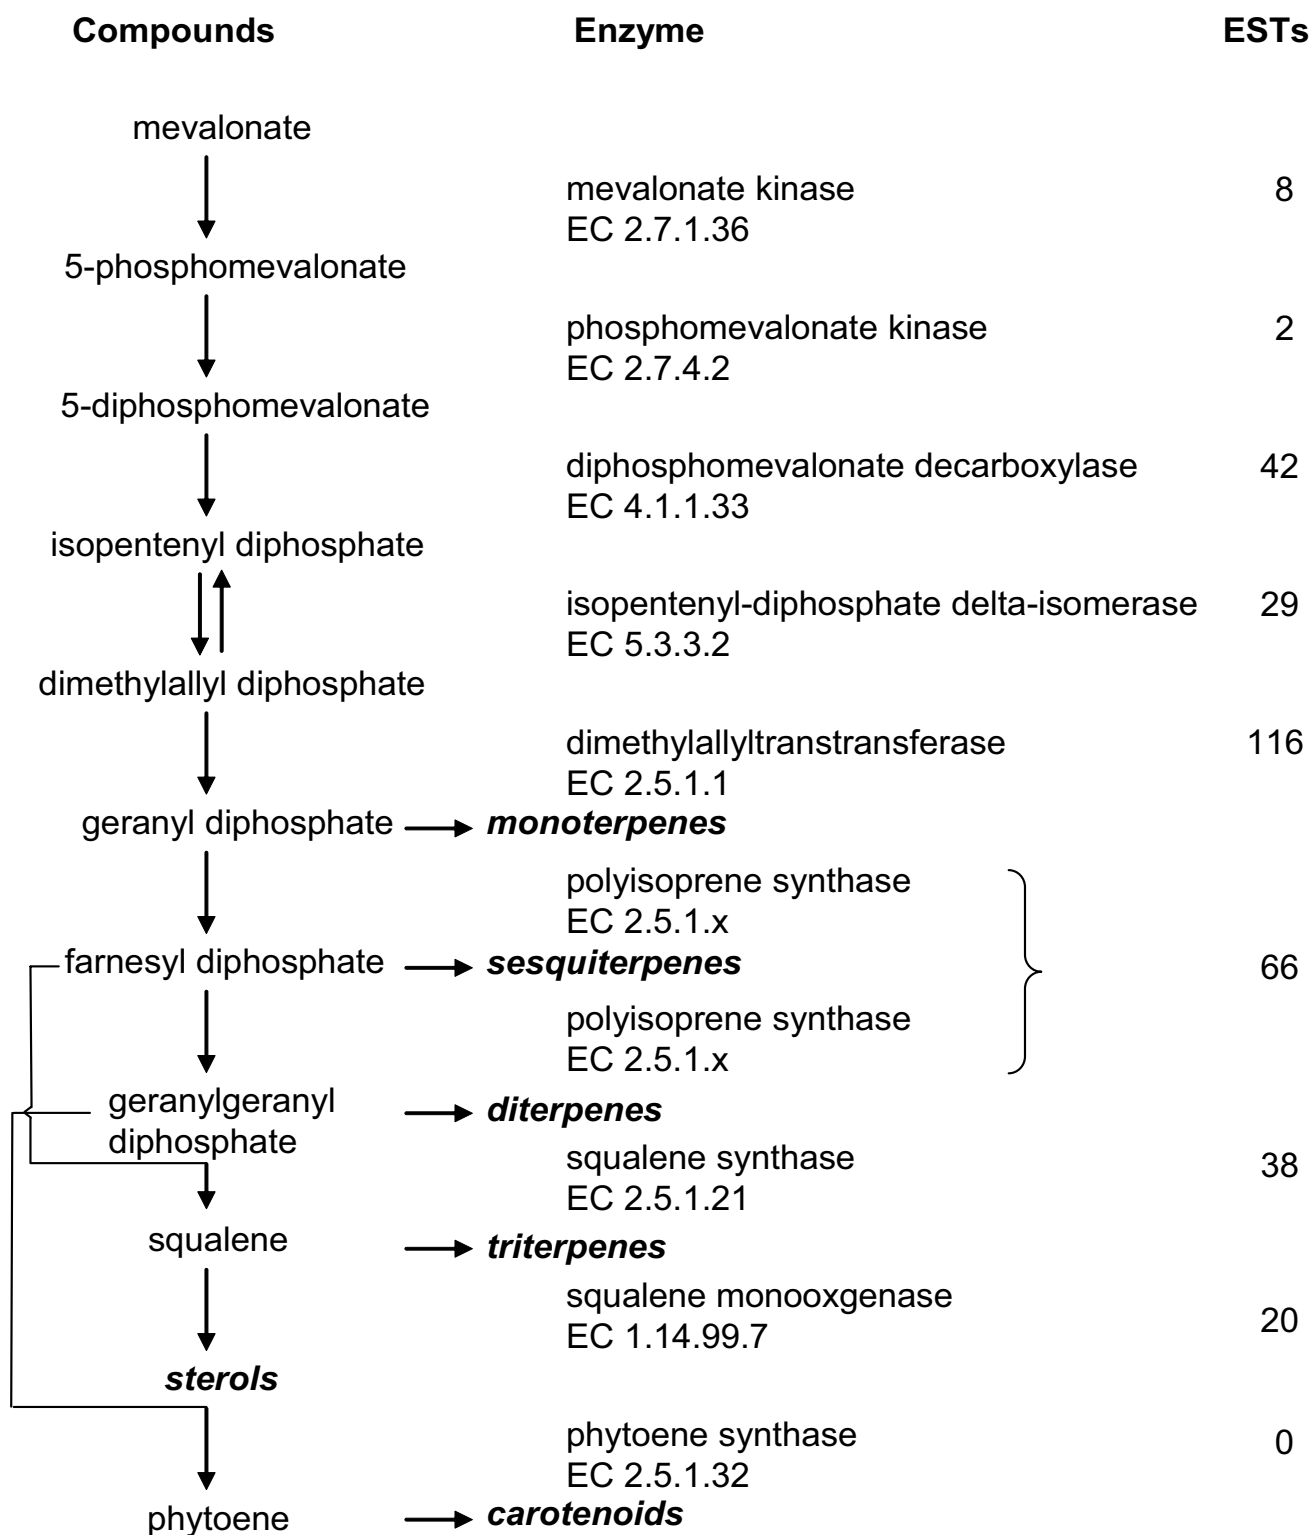 Compounds Enzyme ESTs
mevalonate
mevalonate kinase 8
EC 2.7.1.36
5-phosphomevalonate
phosphomevalonate kinase 2
EC 2.7.4.2
5-diphosphomevalonate
diphosphomevalonate decarboxylase 42
EC 4.1.1.33
isopentenyl diphosphate
isopentenyl-diphosphate delta-isomerase 29
EC 5.3.3.2
dimethylallyl diphosphate
dimethylallyltranstransferase 116
EC 2.5.1.1
geranyl diphosphate monoterpenes
polyisoprene synthase
EC 2.5.1.x
farnesyl diphosphate sesquiterpenes 66
polyisoprene synthase
EC 2.5.1.x
geranylgeranyl diterpenes
diphosphate
squalene synthase 38
EC 2.5.1.21
squalene triterpenes
squalene monooxgenase 20
EC 1.14.99.7
sterols
phytoene synthase 0
EC 2.5.1.32
phytoene carotenoids